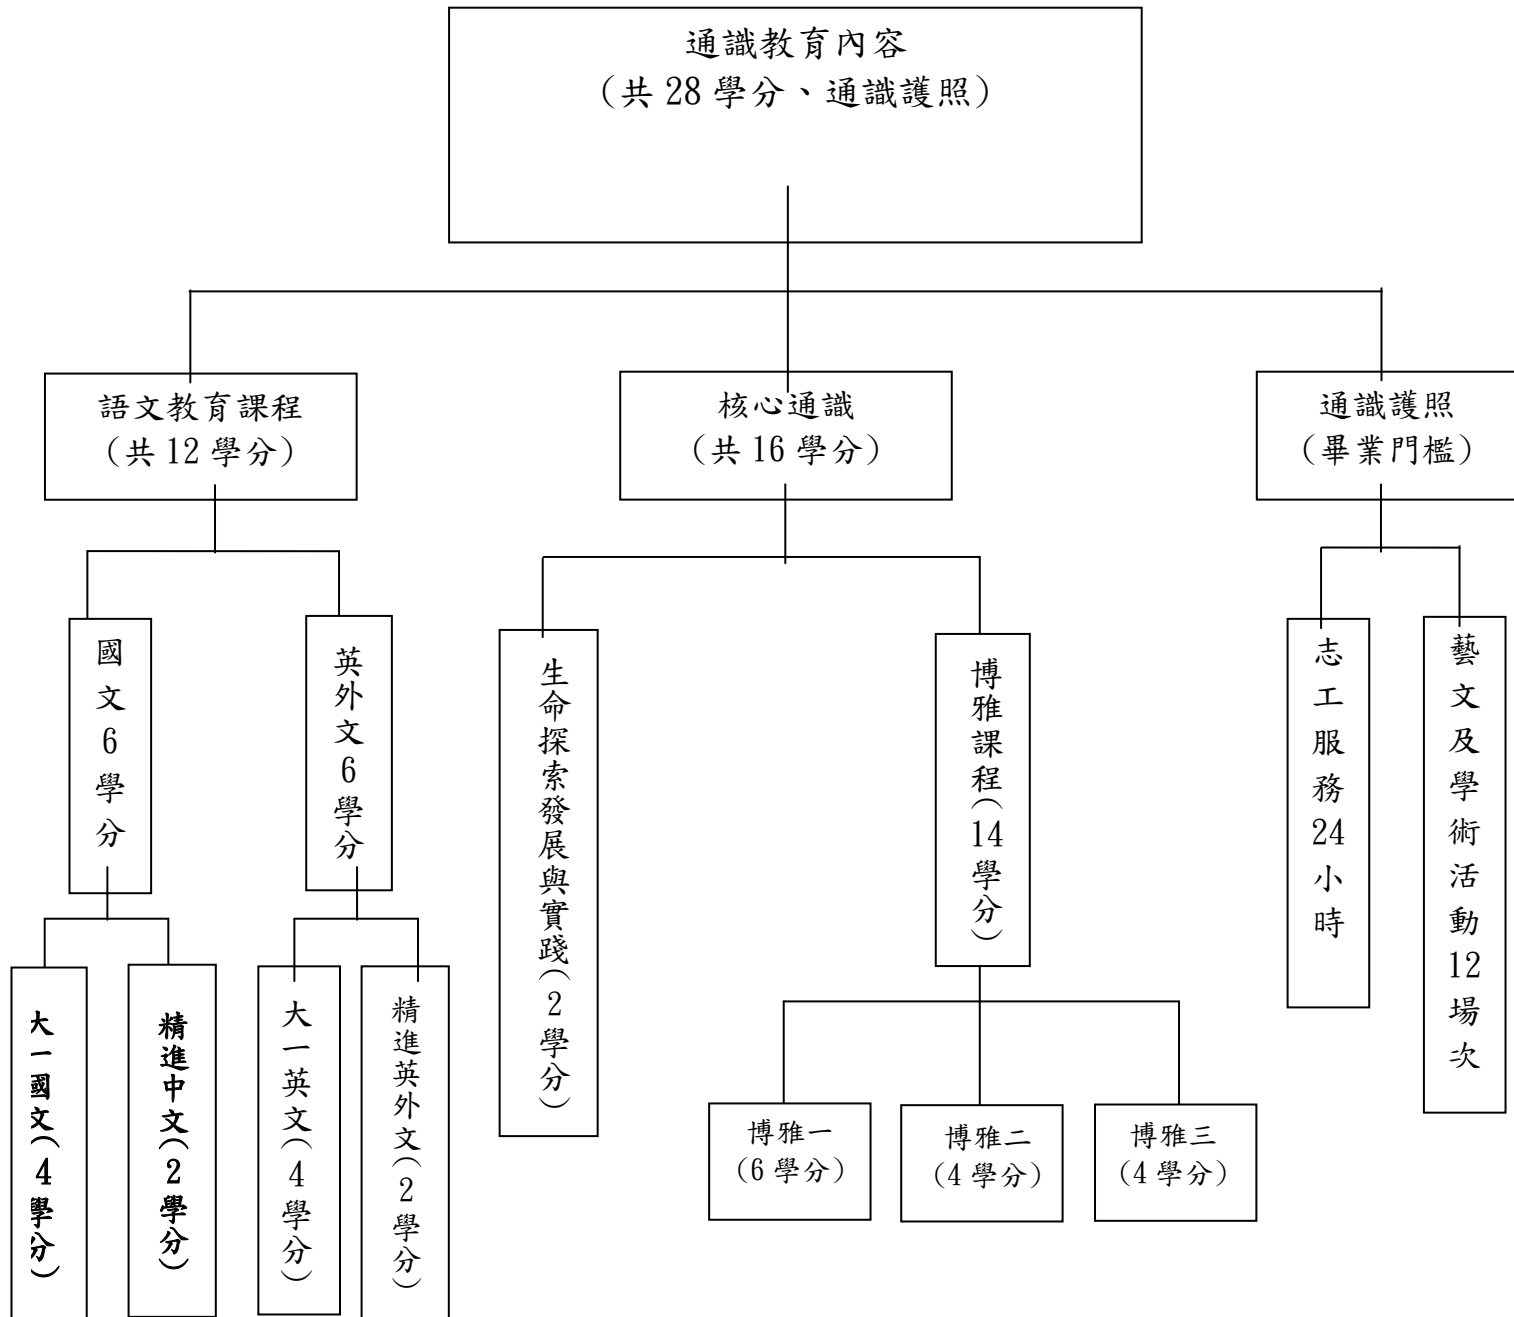 通識教育內容
（共 28 學分、通識護照）
語文教育課程
（共 12 學分）
核心通識
（共 16 學分）
通識護照
（畢業門檻）
國文6學分
英外文6學分
生命探索發展與實踐（2學分）
博雅課程（14學分）
志工服務24小時
藝文及學術活動12場次
大一國文（4學分）
精進中文（2學分）
大一英文（4學分）
精進英外文（2學分）
博雅一
（6 學分）
博雅二
（4 學分）
博雅三
（4 學分）